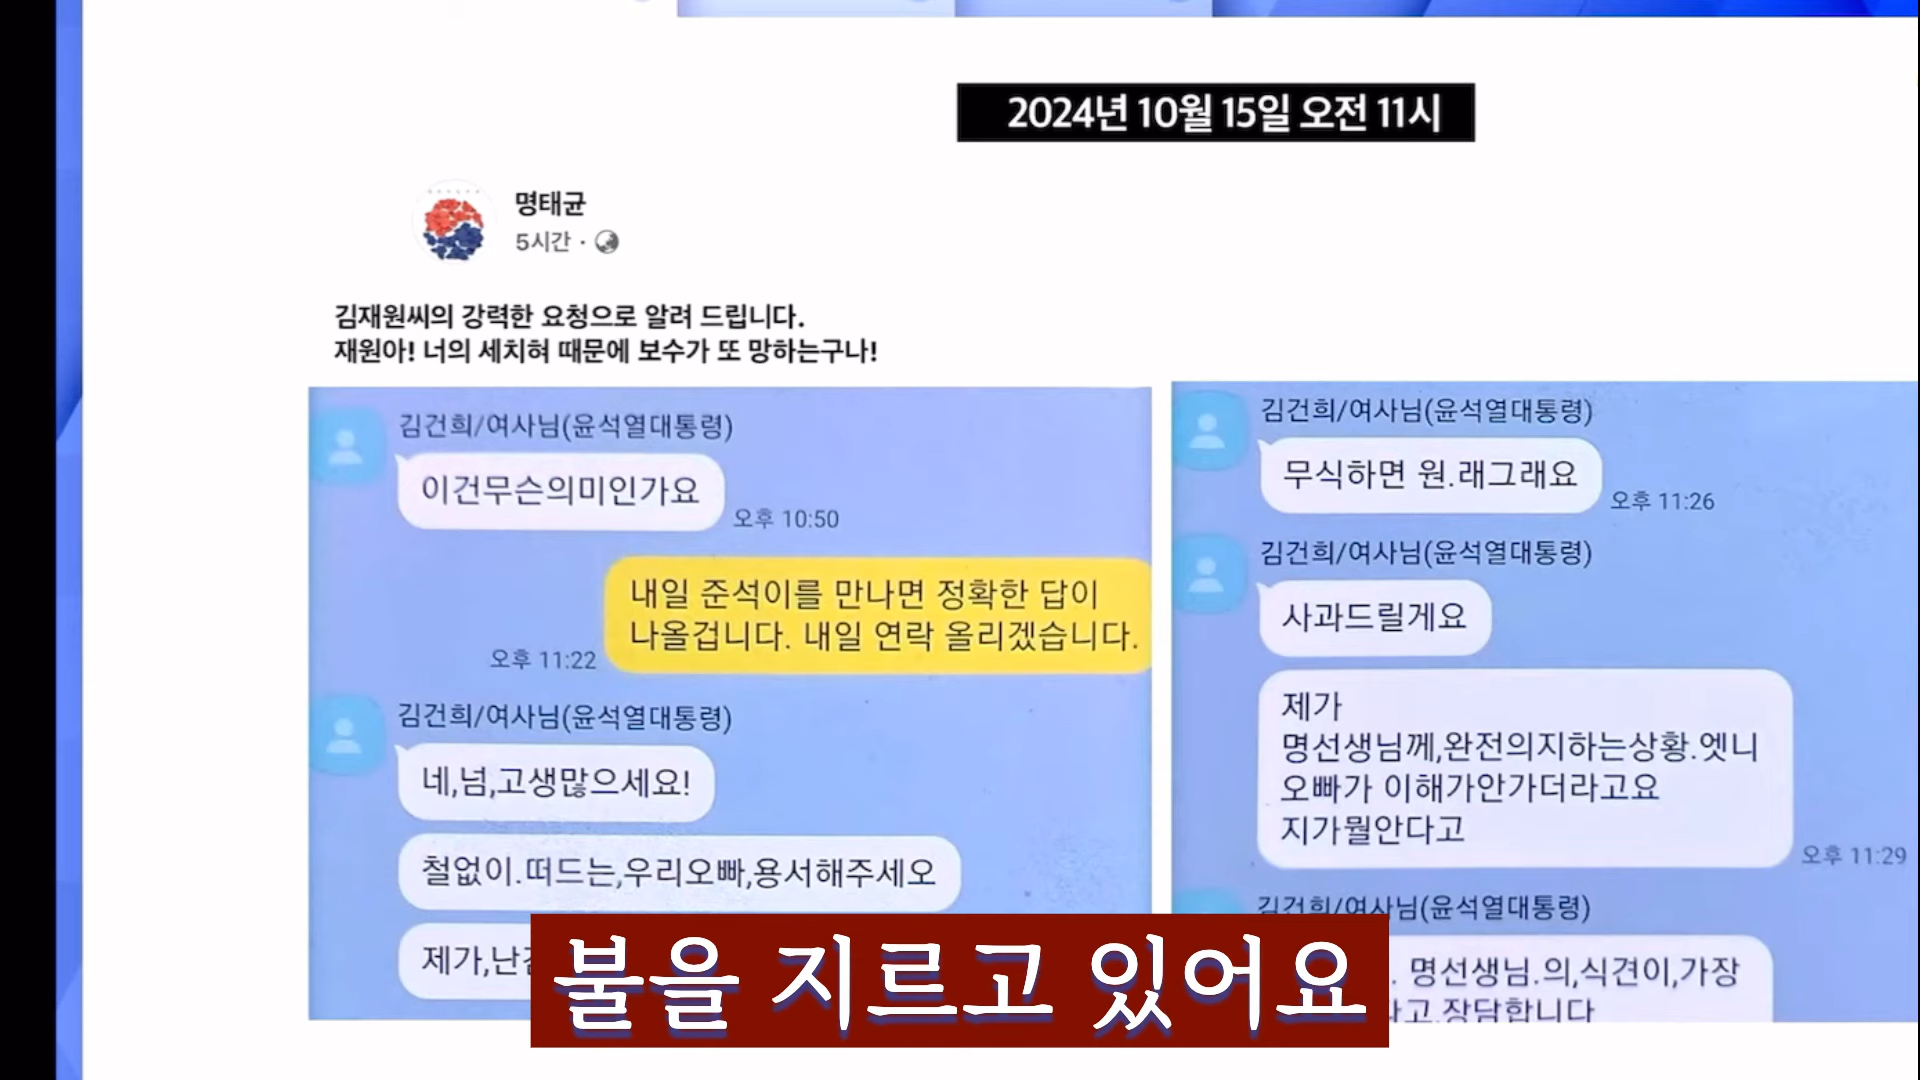 2024년 10월 15일 오전 11시
명태균
5시간 ·
김재원씨의 강력한 요청으로 알려 드립니다.
재원아! 너의 세치혀 때문에 보수가 또 망하는구나!
김건희/여사님(윤석열대통령)
이건무슨의미인가요
오후 10:50
내일 준석이를 만나면 정확한 답이
나올겁니다. 내일 연락 올리겠습니다.
오후 11:22
김건희/여사님(윤석열대통령)
네,넘,고생많으세요!
철없이.떠드는,우리오빠,용서해주세오
제가,난
김건희/여사님(윤석열대통령)
무식하면 원.래그래요
오후 11:26
김건희/여사님(윤석열대통령)
사과드릴게요
제가
명선생님께,완전의지하는상황.엣니
오빠가 이해가안가더라고요
지가뭘안다고
오후 11:29
김건희/여사님(윤석열대통령)
. 명선생님.의,식견이,가장
라고.장담합니다
불을 지르고 있어요